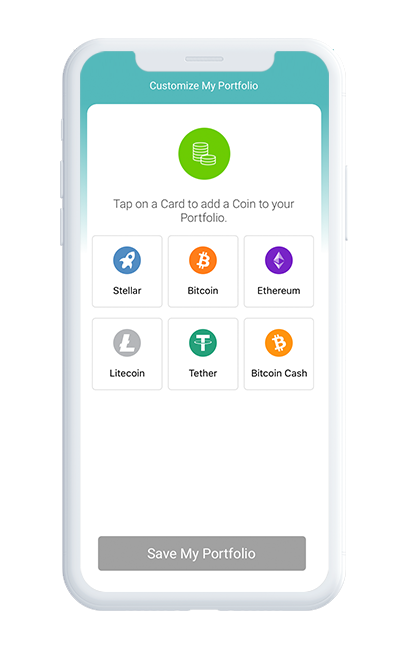 Customize My Portfolio
Tap on a Card to add a Coin to your
Portfolio.
Stellar
Bitcoin
Ethereum
Litecoin
Tether
Bitcoin Cash
Save My Portfolio